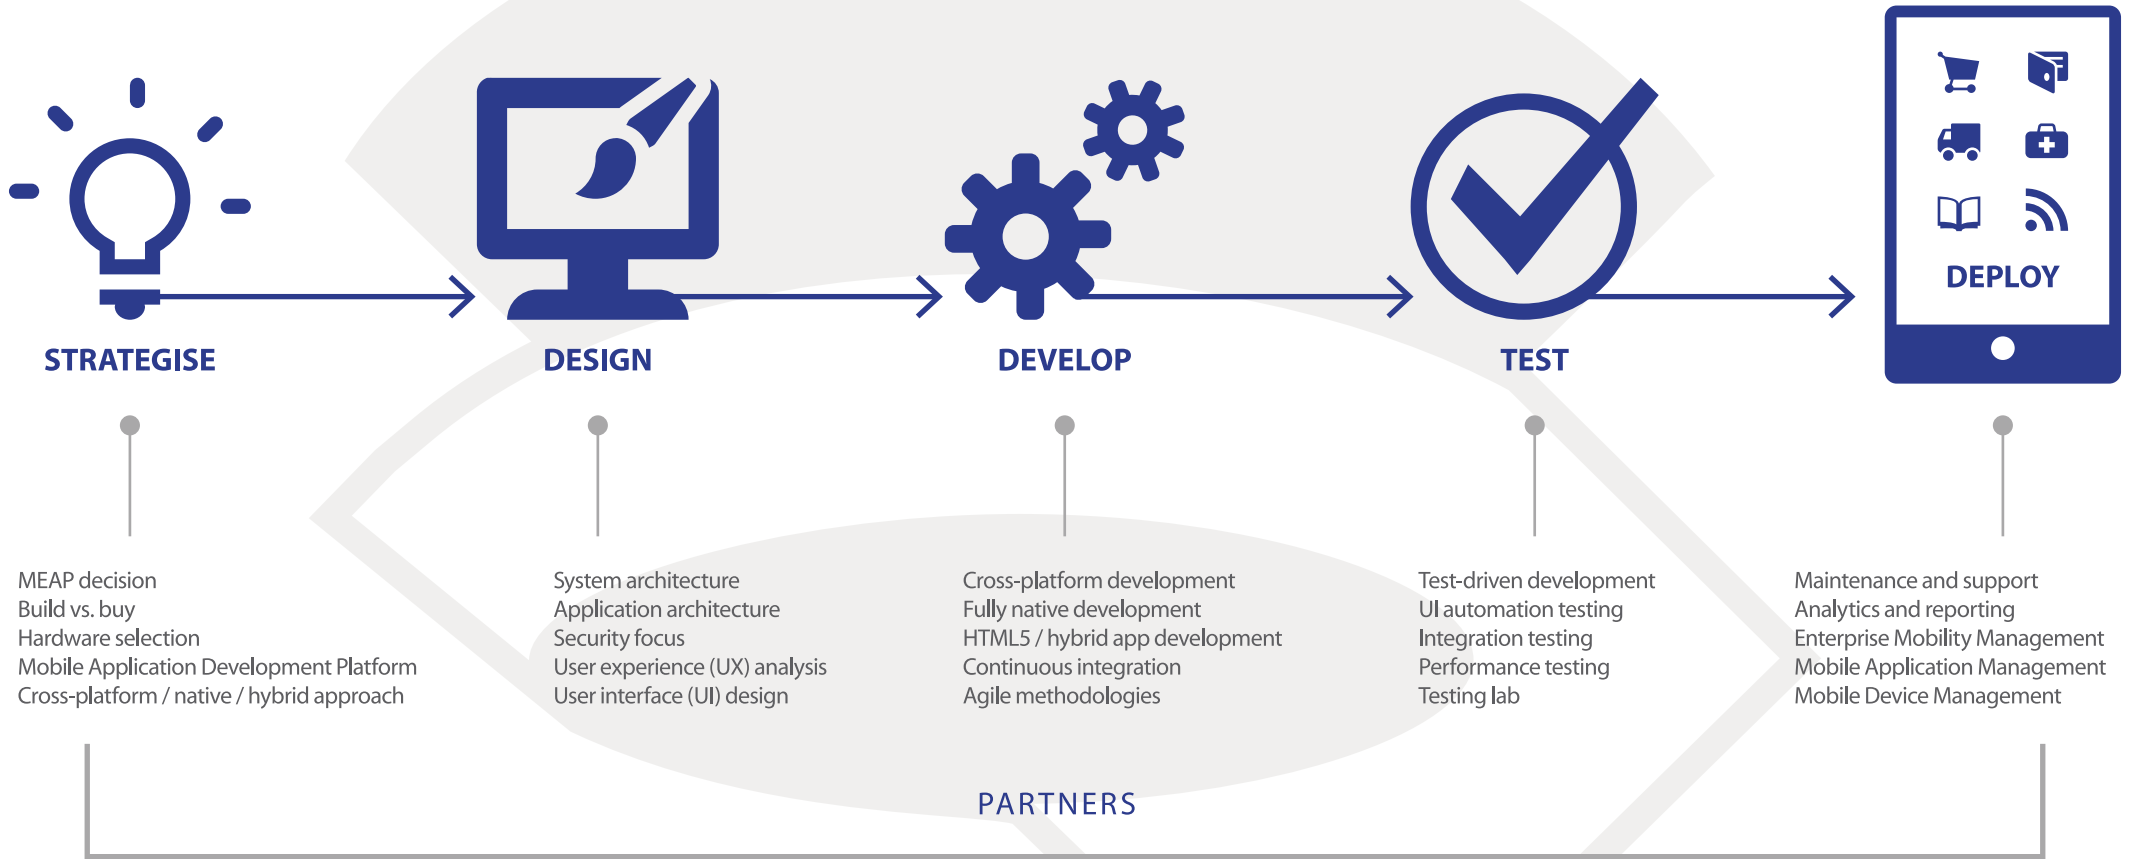 STRATEGISE
DESIGN
DEVELOP
TEST
DEPLOY
MEAP decision
Build vs. buy
Hardware selection
Mobile Application Development Platform
Cross-platform / native / hybrid approach
System architecture
Application architecture
Security focus
User experience (UX) analysis
User interface (UI) design
Cross-platform development
Fully native development
HTML5 / hybrid app development
Continuous integration
Agile methodologies
Test-driven development
UI automation testing
Integration testing
Performance testing
Testing lab
Maintenance and support
Analytics and reporting
Enterprise Mobility Management
Mobile Application Management
Mobile Device Management
PARTNERS